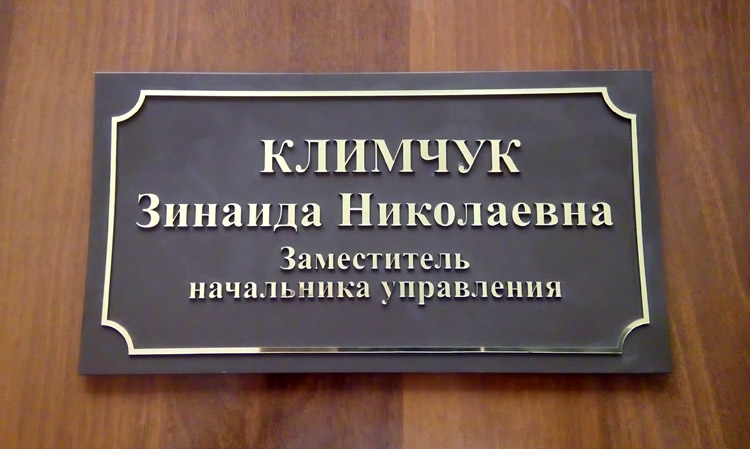 КЛИМЧУК
Зинаида Николаевна
Заместитель
начальника управления